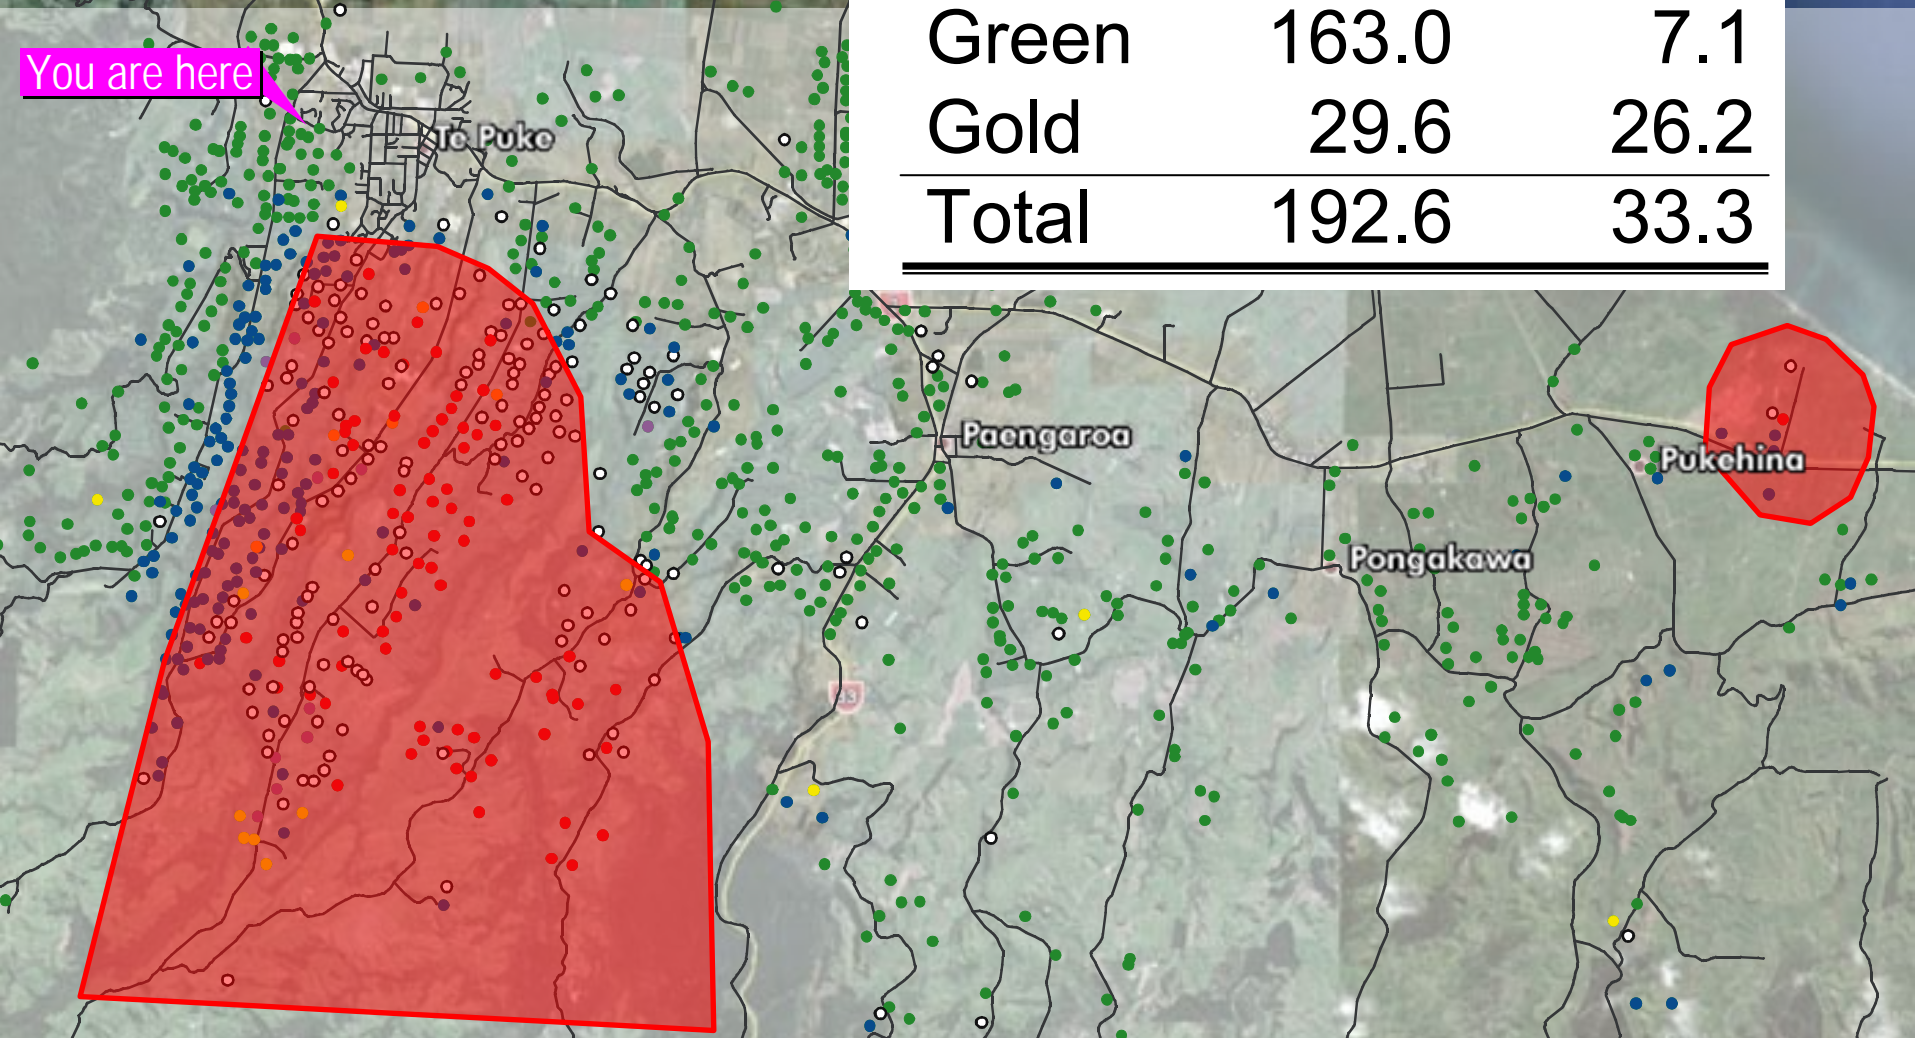 Green 163.0 7.1
Gold 29.6 26.2
Total 192.6 33.3
You are here
Te Puke
Paengaroa
Pukehina
Pongakawa
33